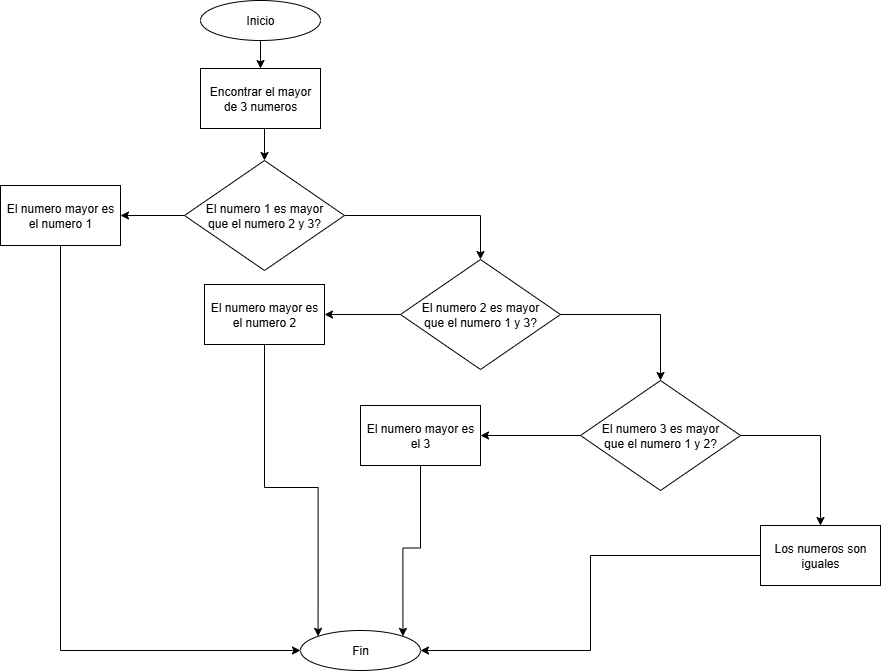 Inicio
Encontrar el mayor
de 3 numeros
El numero 1 es mayor
que el numero 2 y 3?
El numero mayor es
el numero 1
El numero 2 es mayor
que el numero 1 y 3?
El numero mayor es
el numero 2
El numero 3 es mayor
que el numero 1 y 2?
El numero mayor es
el 3
Los numeros son
iguales
Fin